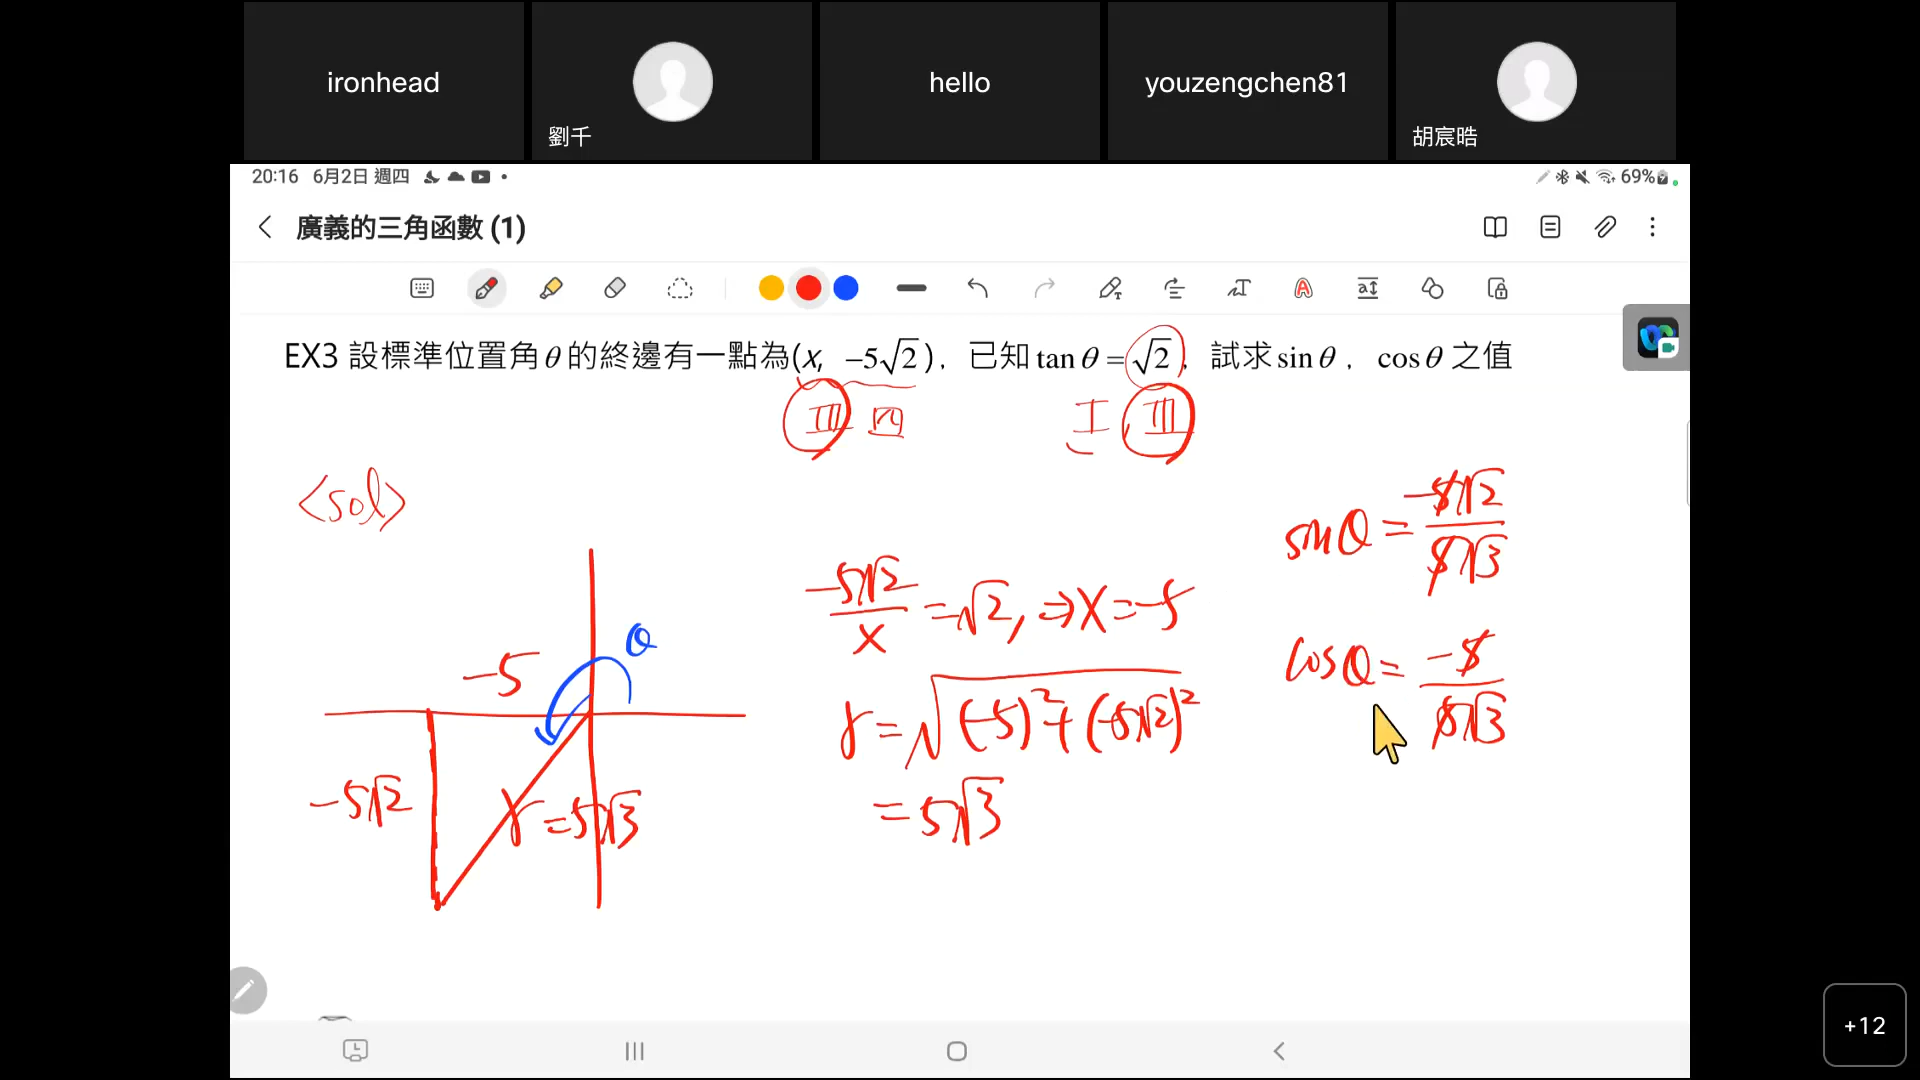 ironhead
劉千
hello
youzengchen81
胡宸晧
20:16 6月2日 週四
69%
廣義的三角函數 (1)
EX3 設標準位置角θ的終邊有一點為(x, −5√2)，已知 tan θ = √2，試求 sin θ，cos θ 之值
III 四
I, III
<sol>
sinθ = -5√2/5√3
-5√2/x = √2, ⇒ x = -5
θ
-5
cosθ = -5/5√3
r = √(-5)²+(-5√2)²
-5√2
r = 5√3
= 5√3
+12